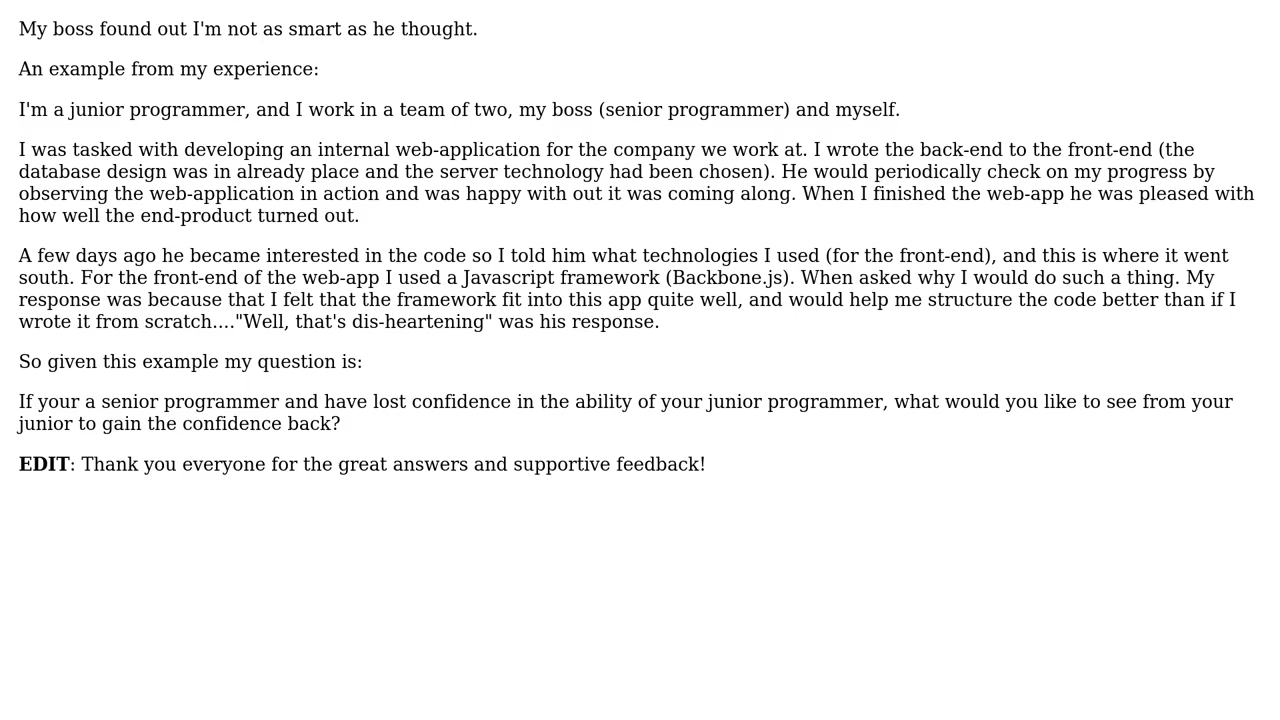 My boss found out I'm not as smart as he thought.
An example from my experience:
I'm a junior programmer, and I work in a team of two, my boss (senior programmer) and myself.
I was tasked with developing an internal web-application for the company we work at. I wrote the back-end to the front-end (the
database design was in already place and the server technology had been chosen). He would periodically check on my progress by
observing the web-application in action and was happy with out it was coming along. When I finished the web-app he was pleased with
how well the end-product turned out.
A few days ago he became interested in the code so I told him what technologies I used (for the front-end), and this is where it went
south. For the front-end of the web-app I used a Javascript framework (Backbone.js). When asked why I would do such a thing. My
response was because that I felt that the framework fit into this app quite well, and would help me structure the code better than if I
wrote it from scratch...."Well, that's dis-heartening" was his response.
So given this example my question is:
If your a senior programmer and have lost confidence in the ability of your junior programmer, what would you like to see from your
junior to gain the confidence back?
EDIT: Thank you everyone for the great answers and supportive feedback!